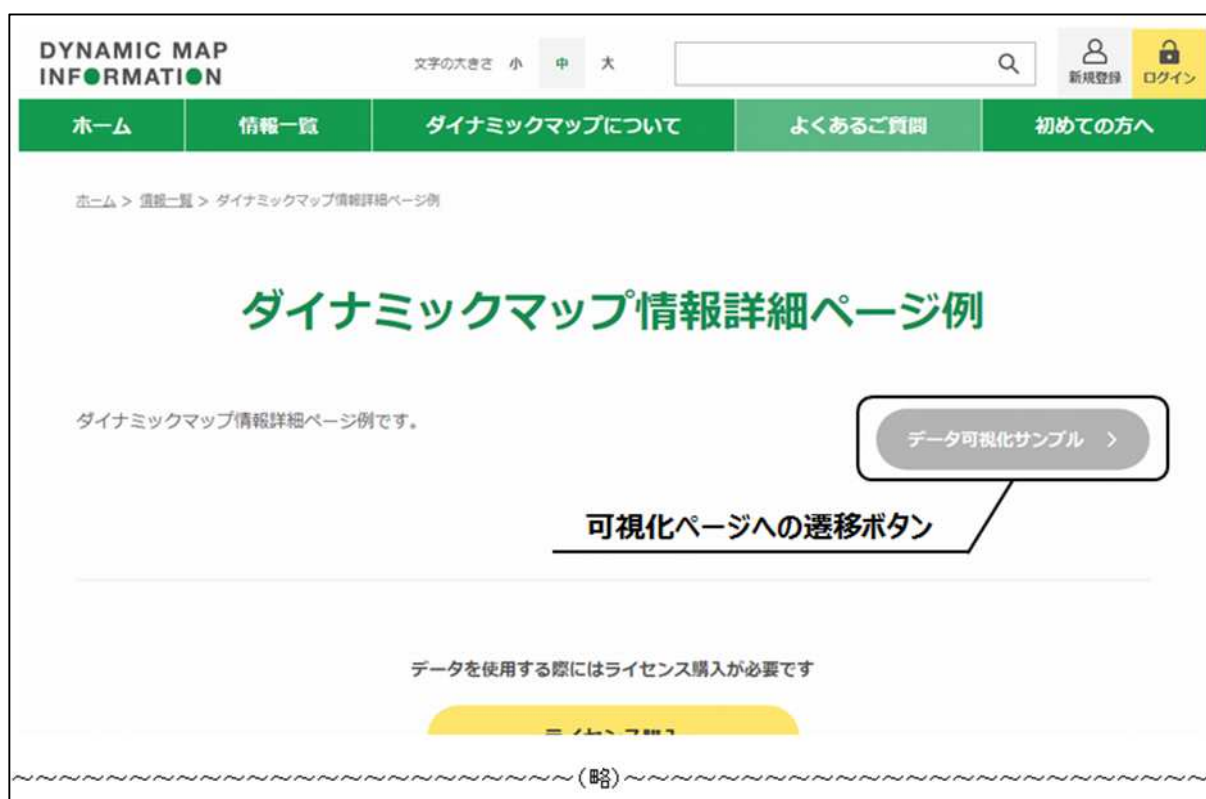 DYNAMIC MAP
INFORMATION
文字の大きさ 小 中 大
新規登録
ログイン
ホーム 情報一覧 ダイナミックマップについて よくあるご質問 初めての方へ
ホーム > 情報一覧 > ダイナミックマップ情報詳細ページ例
ダイナミックマップ情報詳細ページ例
ダイナミックマップ情報詳細ページ例です。
データ可視化サンプル >
可視化ページへの遷移ボタン
データを使用する際にはライセンス購入が必要です
ライセンス購入
~~~~~~~~~~~~~~~~~~~~~~~~(略)~~~~~~~~~~~~~~~~~~~~~~~~~